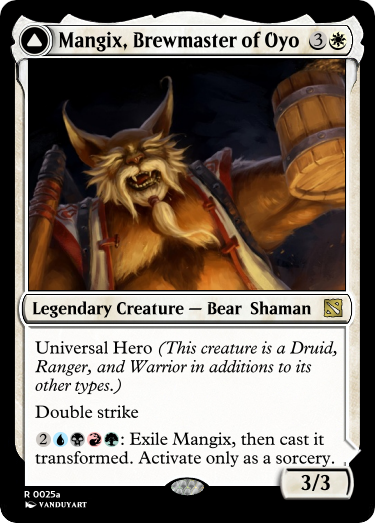 Mangix, Brewmaster of Oyo 3
Legendary Creature — Bear Shaman
Universal Hero (This creature is a Druid,
Ranger, and Warrior in additions to its
other types.)
Double strike
2: Exile Mangix, then cast it
transformed. Activate only as a sorcery.
3/3
R 0025a
VANDUYART